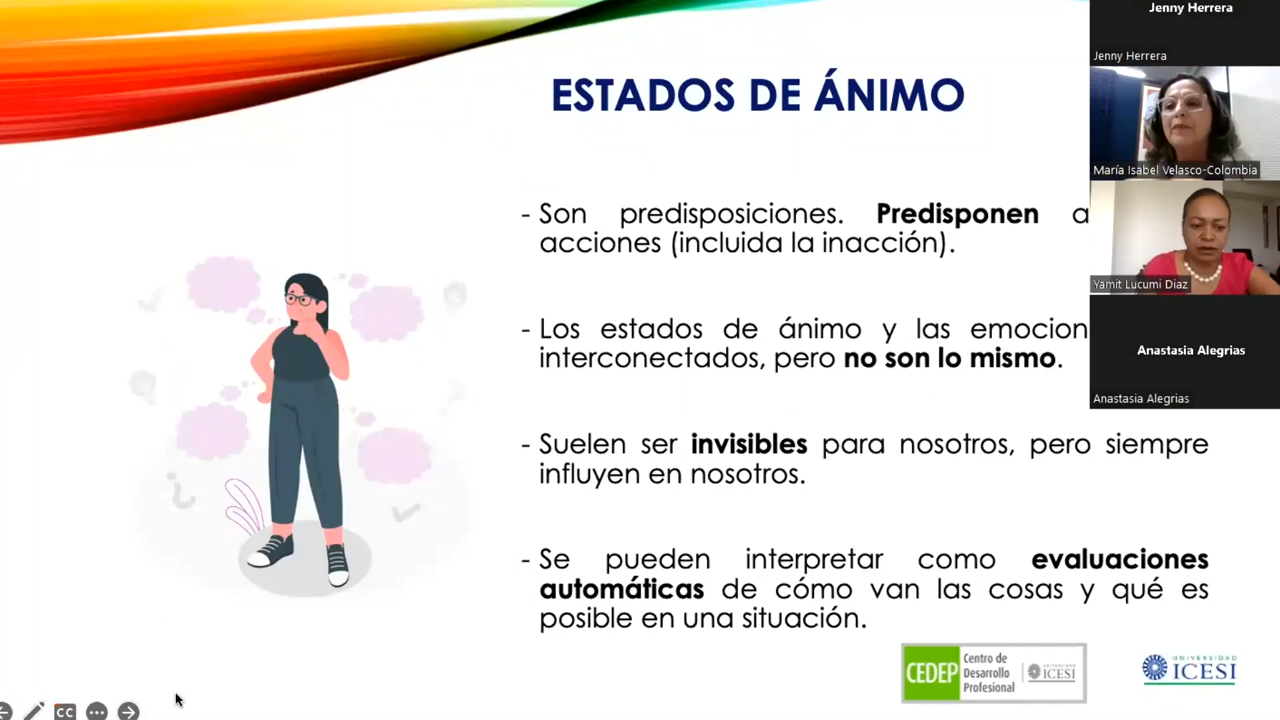 ESTADOS DE ÁNIMO
- Son predisposiciones. Predisponen a
acciones (incluida la inacción).
- Los estados de ánimo y las emocion
interconectados, pero no son lo mismo.
- Suelen ser invisibles para nosotros, pero siempre
influyen en nosotros.
- Se pueden interpretar como evaluaciones
automáticas de cómo van las cosas y qué es
posible en una situación.
CEDEP
Centro de
Desarrollo
Profesional
UNIVERSIDAD
ICESI
UNIVERSIDAD
ICESI
CC
Jenny Herrera
Jenny Herrera
María Isabel Velasco-Colombia
Yamit Lucumi Diaz
Anastasia Alegrias
Anastasia Alegrias